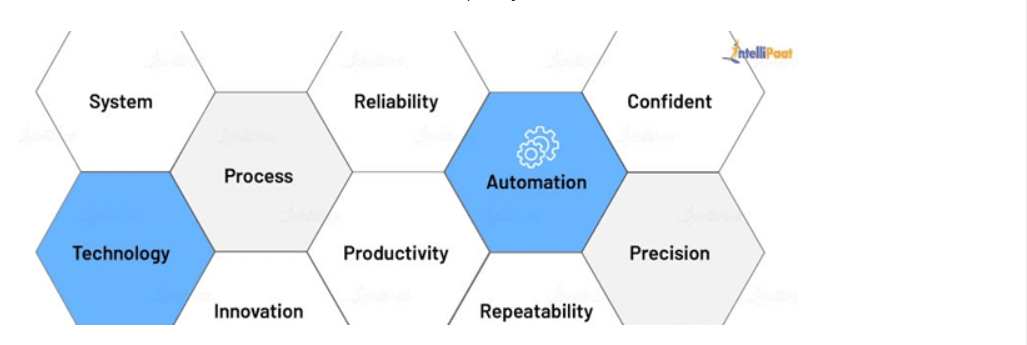 IntelliPaat
System
Reliability
Confident
Process
Automation
Technology
Productivity
Precision
Innovation
Repeatability